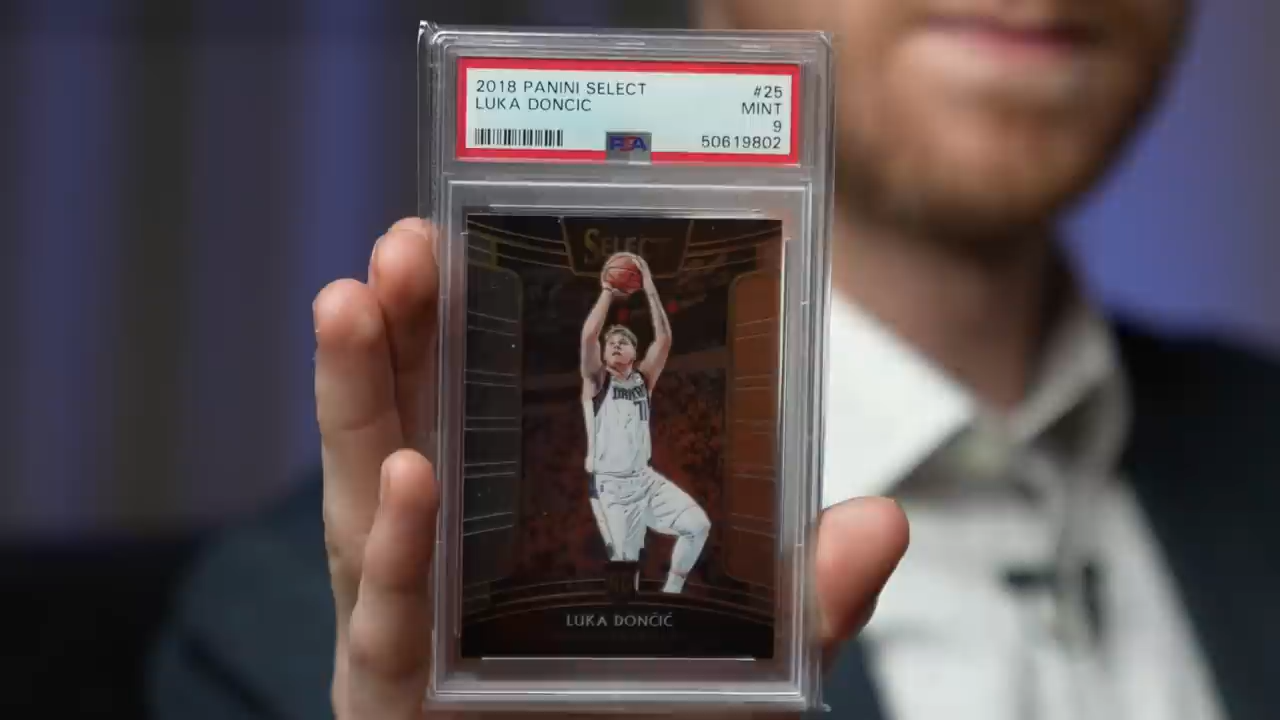 2018 PANINI SELECT #25
LUKA DONCIC MINT
9
PSA 50619802
SELECT
LUKA DONČIĆ